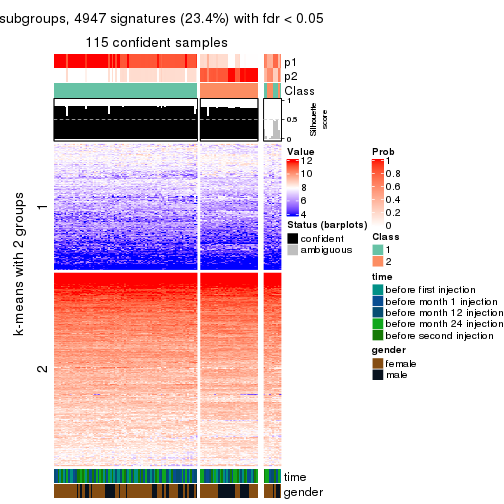 subgroups, 4947 signatures (23.4%) with fdr < 0.05
115 confident samples
p1
p2
Class
1
0.5
0
Silhouette
score
k-means with 2 groups
1
2
time
gender
Value
12
10
8
6
4
Status (barplots)
confident
ambiguous
Prob
1
0.8
0.6
0.4
0.2
0
Class
1
2
time
before first injection
before month 1 injection
before month 12 injection
before month 24 injection
before second injection
gender
female
male